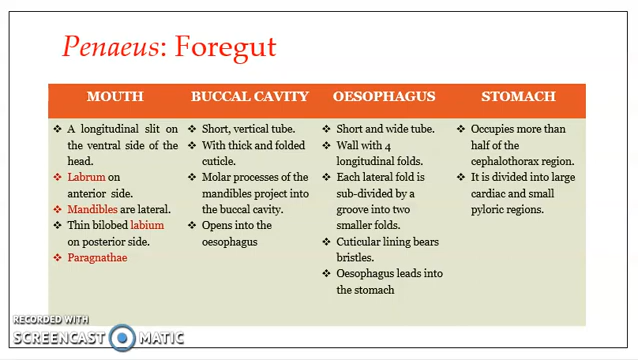 Penaeus: Foregut
MOUTH
❖ A longitudinal slit on
the ventral side of the
head.
❖ Labrum on
anterior side.
❖ Mandibles are lateral.
❖ Thin bilobed labium
on posterior side.
❖ Paragnathae
BUCCAL CAVITY
❖ Short, vertical tube.
❖ With thick and folded
cuticle.
❖ Molar processes of the
mandibles project into
the buccal cavity.
❖ Opens into the
oesophagus
OESOPHAGUS
❖ Short and wide tube.
❖ Wall with 4
longitudinal folds.
❖ Each lateral fold is
sub-divided by a
groove into two
smaller folds.
❖ Cuticular lining bears
bristles.
❖ Oesophagus leads into
the stomach
STOMACH
❖ Occupies more than
half of the
cephalothorax region.
❖ It is divided into large
cardiac and small
pyloric regions.
RECORDED WITH
SCREENCAST MATIC